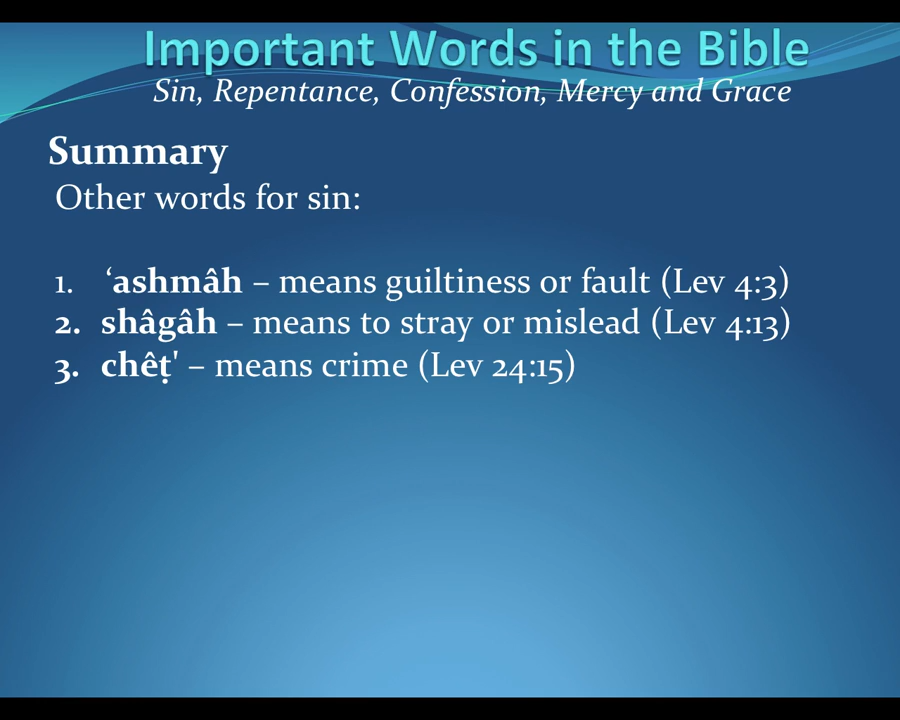 Important Words in the Bible
Sin, Repentance, Confession, Mercy and Grace
Summary
Other words for sin:
1. ‘ashmâh – means guiltiness or fault (Lev 4:3)
2. shâgâh – means to stray or mislead (Lev 4:13)
3. chêṭ' – means crime (Lev 24:15)